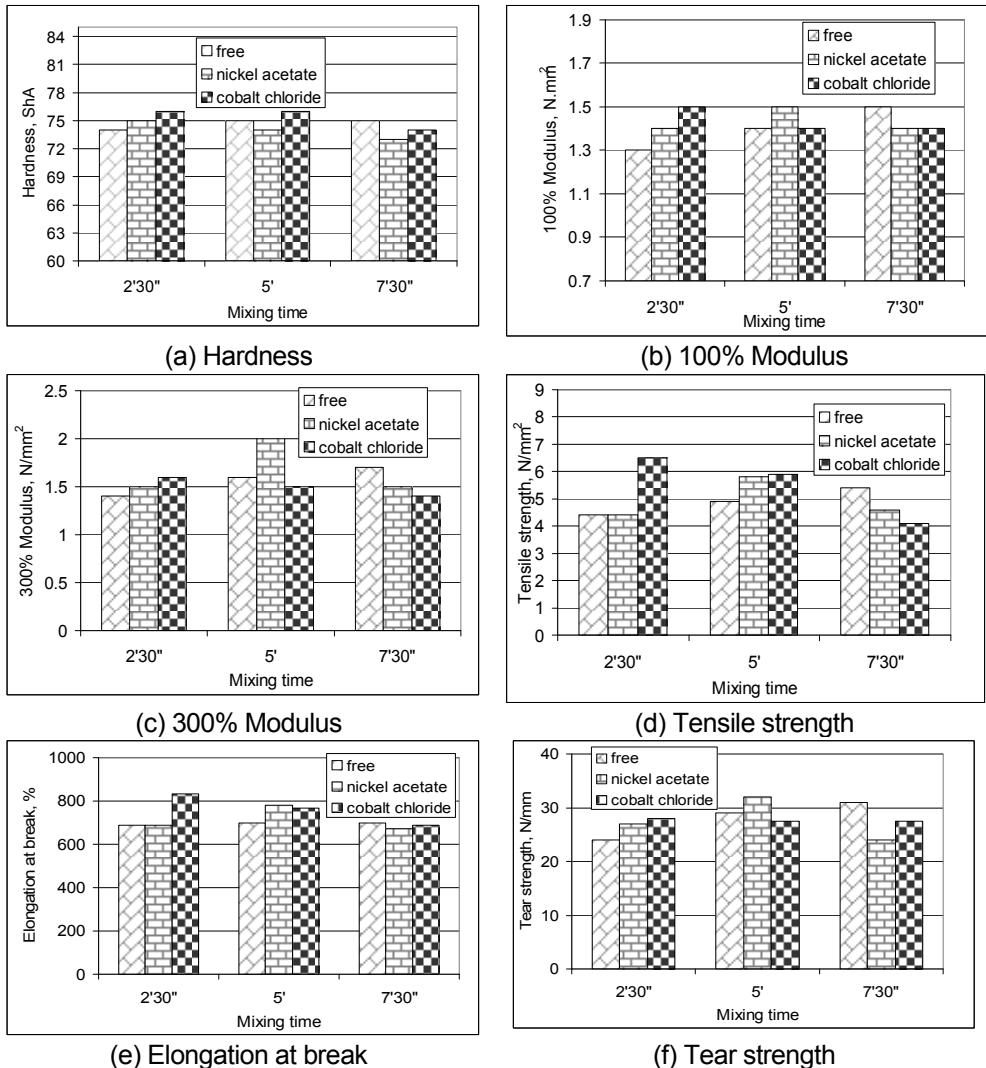 84
81
78
75
72
69
66
63
60
Hardness, ShA
free
nickel acetate
cobalt chloride
2'30" 5' 7'30"
Mixing time
(a) Hardness
1.9
1.7
1.5
1.3
1.1
0.9
0.7
100% Modulus, N.mm²
free
nickel acetate
cobalt chloride
2'30" 5' 7'30"
Mixing time
(b) 100% Modulus
2.5
2
1.5
1
0.5
0
300% Modulus, N/mm²
free
nickel acetate
cobalt chloride
2'30" 5' 7'30"
Mixing time
(c) 300% Modulus
9
8
7
6
5
4
3
2
1
0
Tensile strength, N/mm²
free
nickel acetate
cobalt chloride
2'30" 5' 7'30"
Mixing time
(d) Tensile strength
1000
800
600
400
200
0
Elongation at break, %
free
nickel acetate
cobalt chloride
2'30" 5' 7'30"
Mixing time
(e) Elongation at break
40
30
20
10
0
Tear strength, N/mm
free
nickel acetate
cobalt chloride
2'30" 5' 7'30"
Mixing time
(f) Tear strength